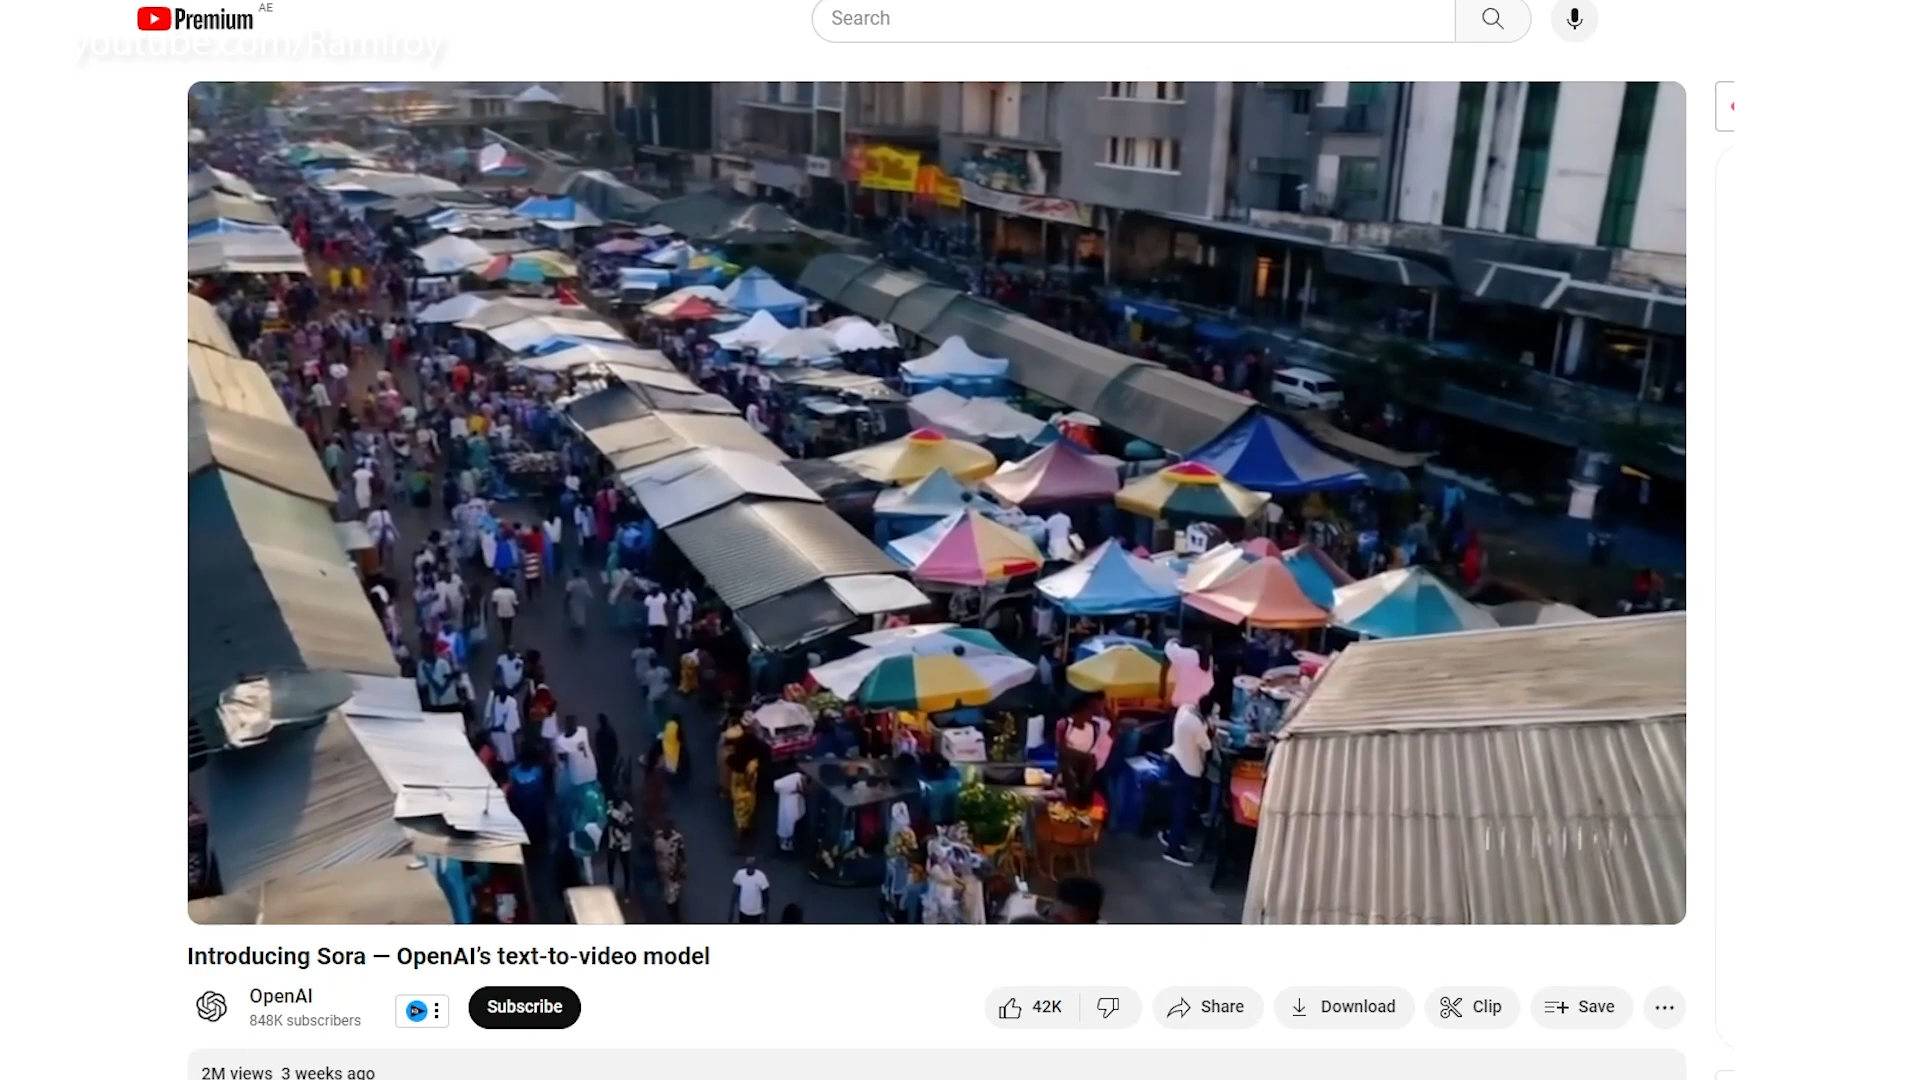 Premium AE
Search
youtube.com/Ramiroy
Introducing Sora — OpenAI’s text-to-video model
OpenAI
848K subscribers
Subscribe
42K
Share
Download
Clip
Save
2M views 3 weeks ago